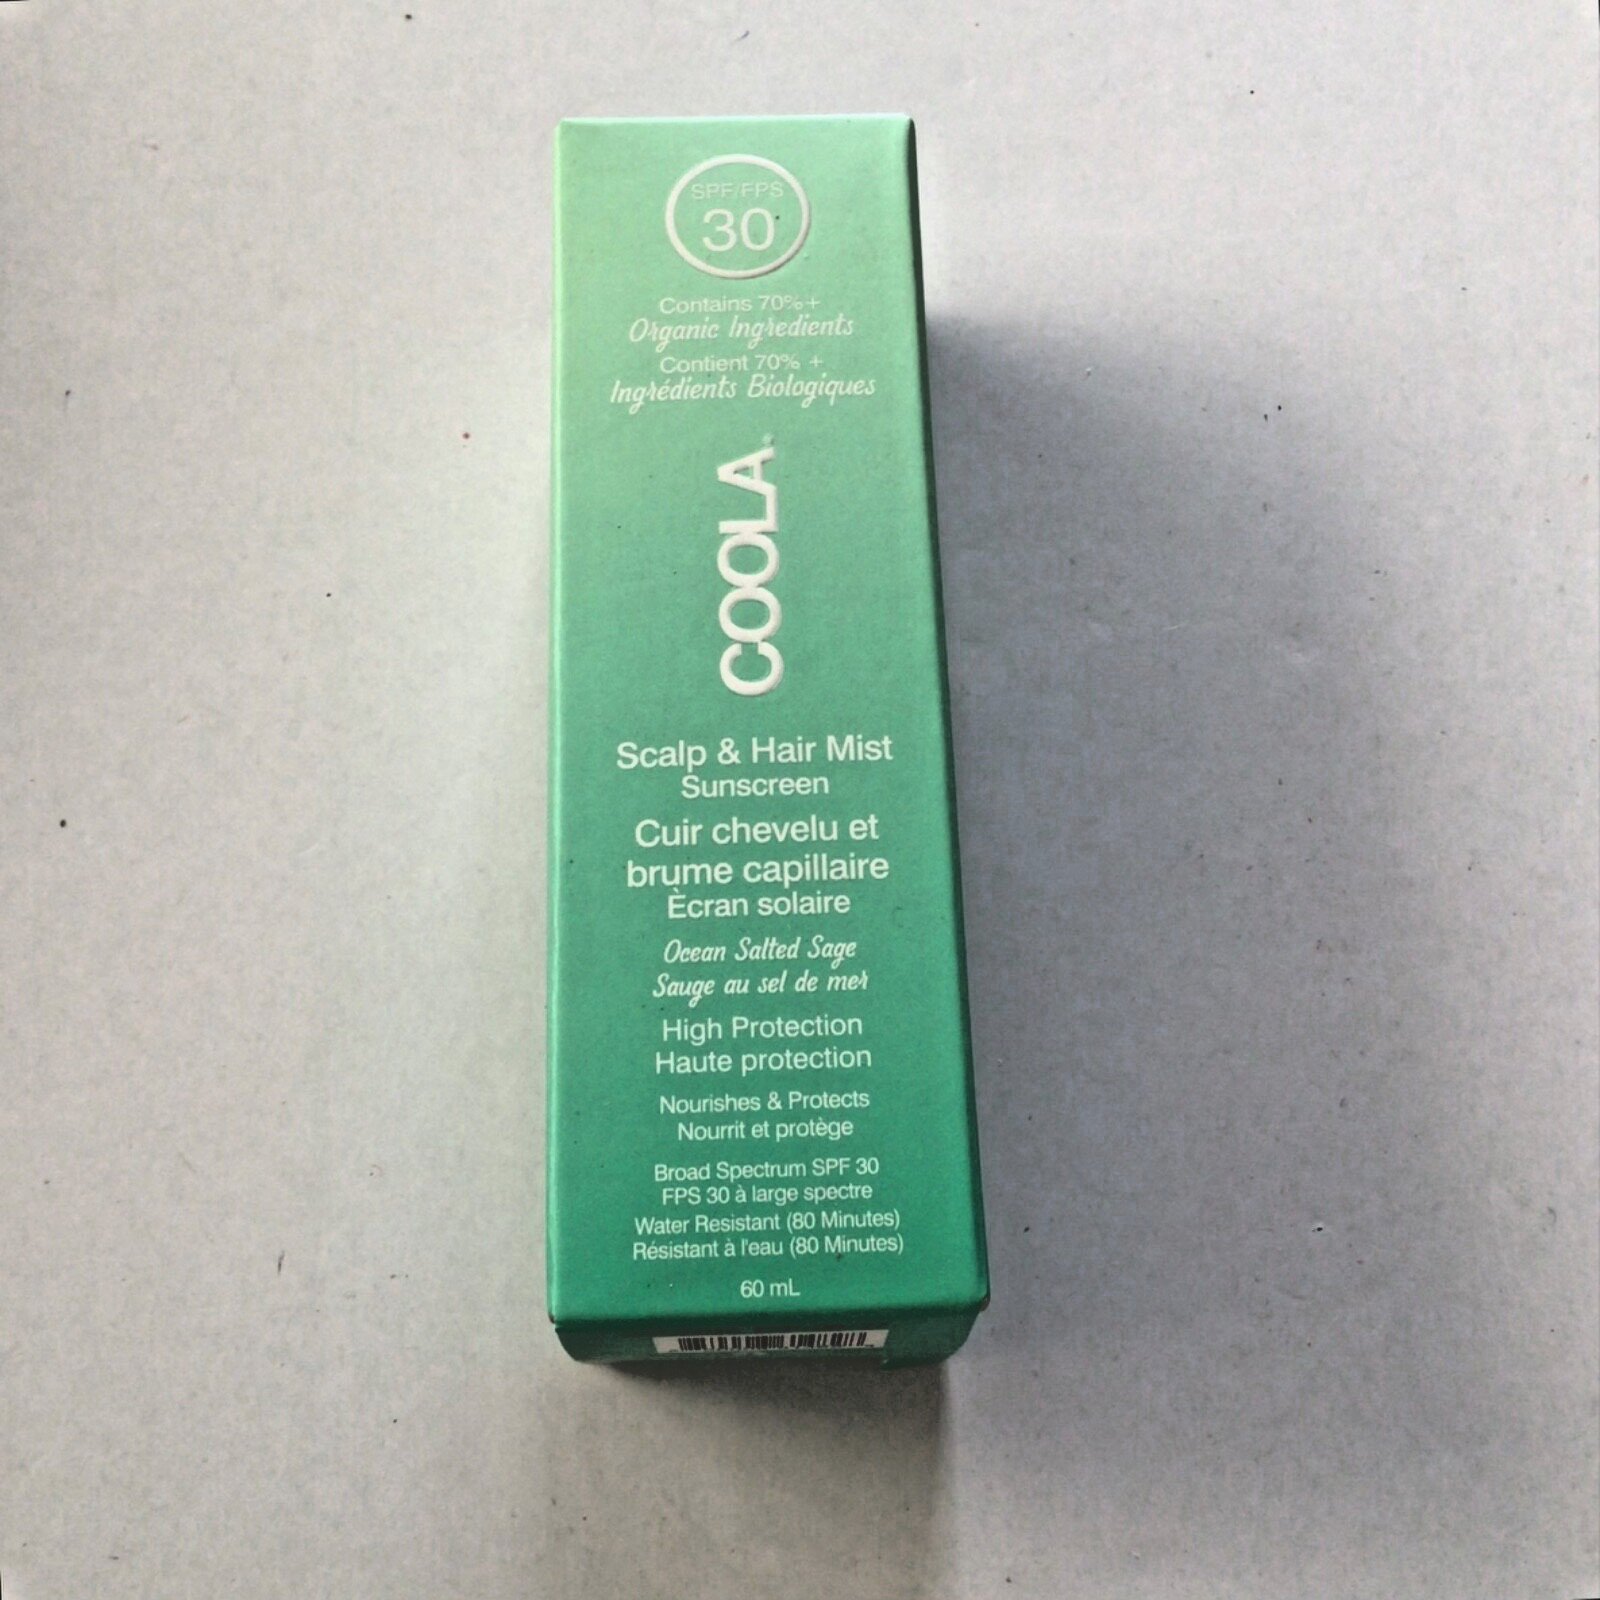 SPF/FPS
30
Contains 70%+
Organic Ingredients
Contient 70% +
Ingrédients Biologiques
COOLA®
Scalp & Hair Mist
Sunscreen
Cuir chevelu et
brume capillaire
Ècran solaire
Ocean Salted Sage
Sauge au sel de mer
High Protection
Haute protection
Nourishes & Protects
Nourrit et protège
Broad Spectrum SPF 30
FPS 30 à large spectre
Water Resistant (80 Minutes)
Résistant à l'eau (80 Minutes)
60 mL